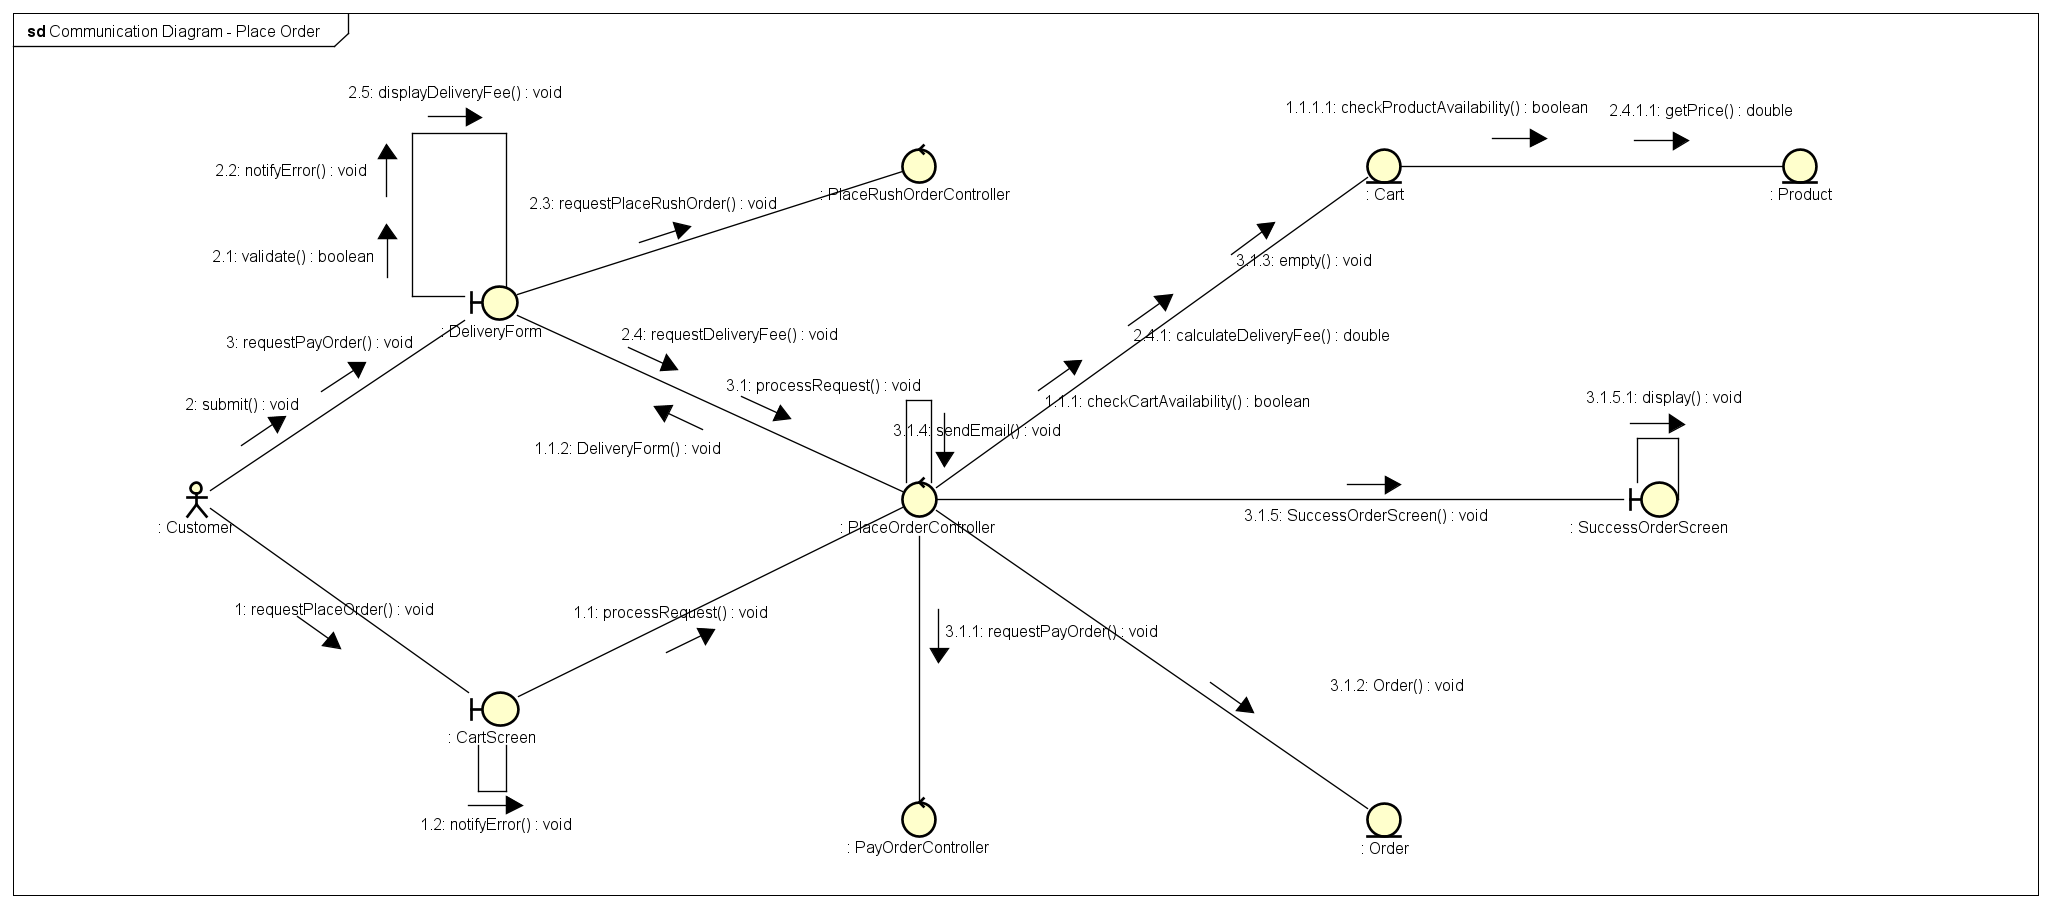 sd Communication Diagram - Place Order
2.5: displayDeliveryFee() : void
1.1.1.1: checkProductAvailability() : boolean
2.4.1.1: getPrice() : double
2.2: notifyError() : void
: PlaceRushOrderController
: Cart
: Product
2.3: requestPlaceRushOrder() : void
2.1: validate() : boolean
3.1.3: empty() : void
: DeliveryForm
3: requestPayOrder() : void
2.4: requestDeliveryFee() : void
2.4.1: calculateDeliveryFee() : double
3.1: processRequest() : void
2: submit() : void
1.1.1: checkCartAvailability() : boolean
3.1.5.1: display() : void
3.1.4: sendEmail() : void
1.1.2: DeliveryForm() : void
3.1.5: SuccessOrderScreen() : void
: Customer
: PlaceOrderController
: SuccessOrderScreen
1: requestPlaceOrder() : void
1.1: processRequest() : void
3.1.1: requestPayOrder() : void
3.1.2: Order() : void
: CartScreen
1.2: notifyError() : void
: PayOrderController
: Order